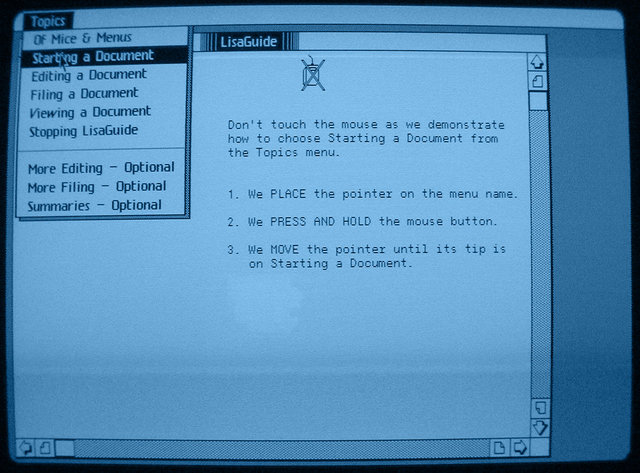 Topics
Of Mice & Menus
Starting a Document
Editing a Document
Filing a Document
Viewing a Document
Stopping LisaGuide
More Editing – Optional
More Filing – Optional
Summaries – Optional
LisaGuide
Don't touch the mouse as we demonstrate
how to choose Starting a Document from
the Topics menu.
1. We PLACE the pointer on the menu name.
2. We PRESS AND HOLD the mouse button.
3. We MOVE the pointer until its tip is
on Starting a Document.